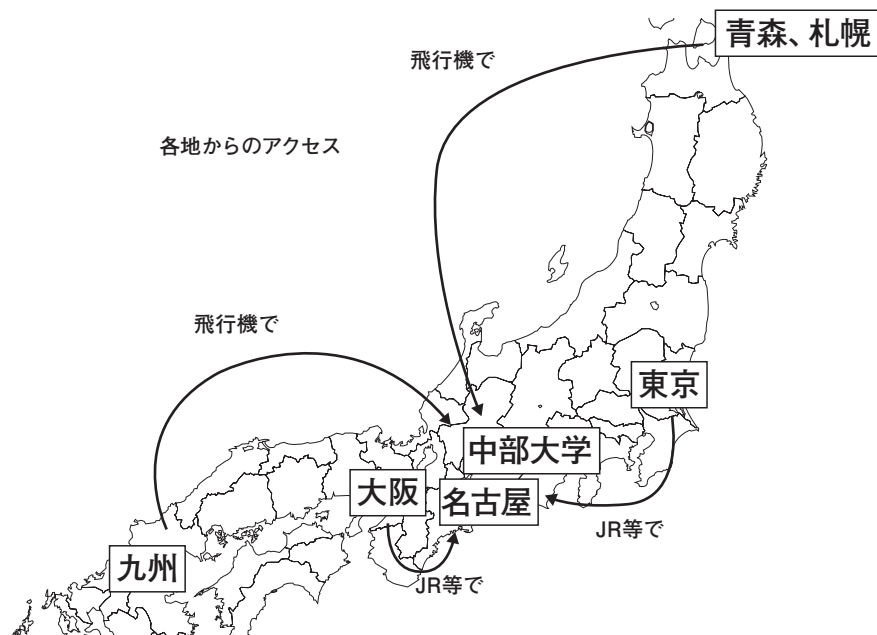 青森、札幌
飛行機で
各地からのアクセス
飛行機で
東京
中部大学
大阪
名古屋
JR等で
九州
JR等で